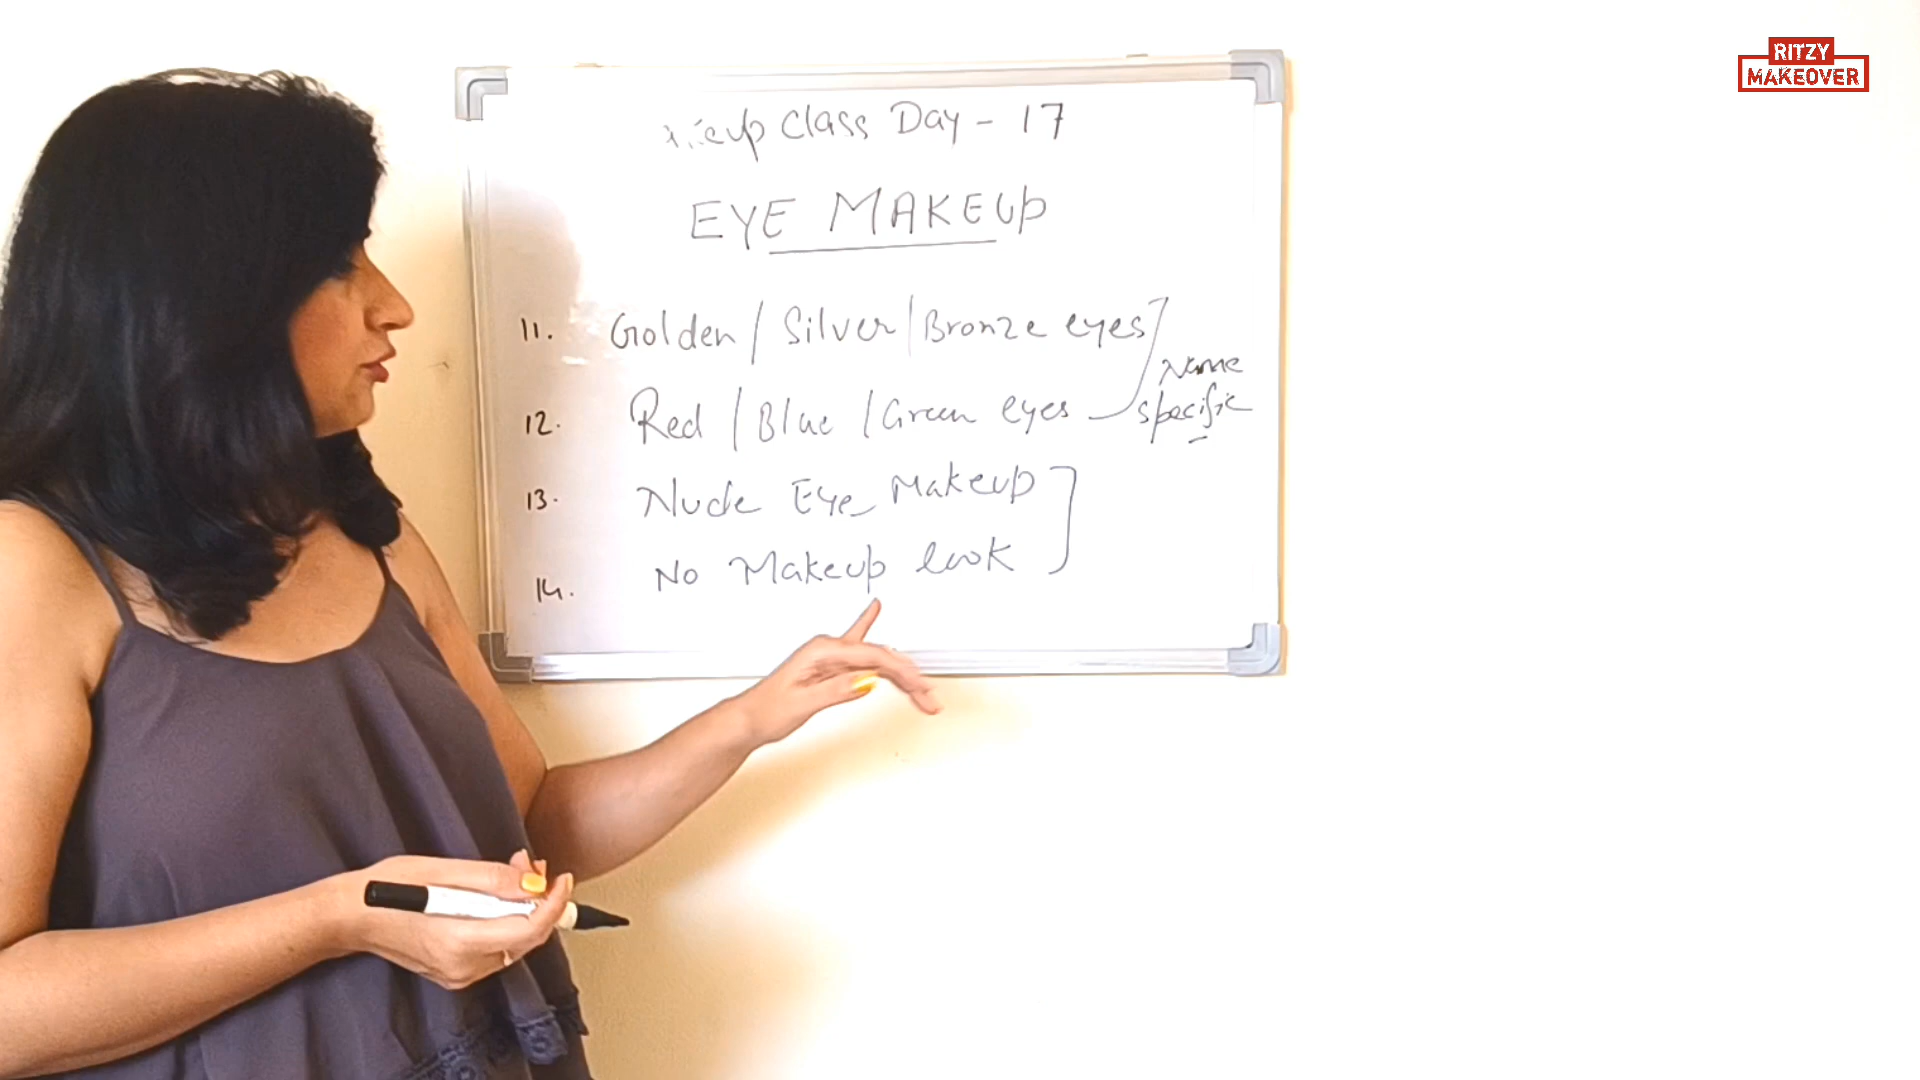 class Day - 17
EYE MAKEUP
11. Golden / Silver / Bronze eyes
12. Red / Blue / Green eyes
Name
specific
13. Nude Eye Makeup
14. No Makeup look
RITZY
MAKEOVER